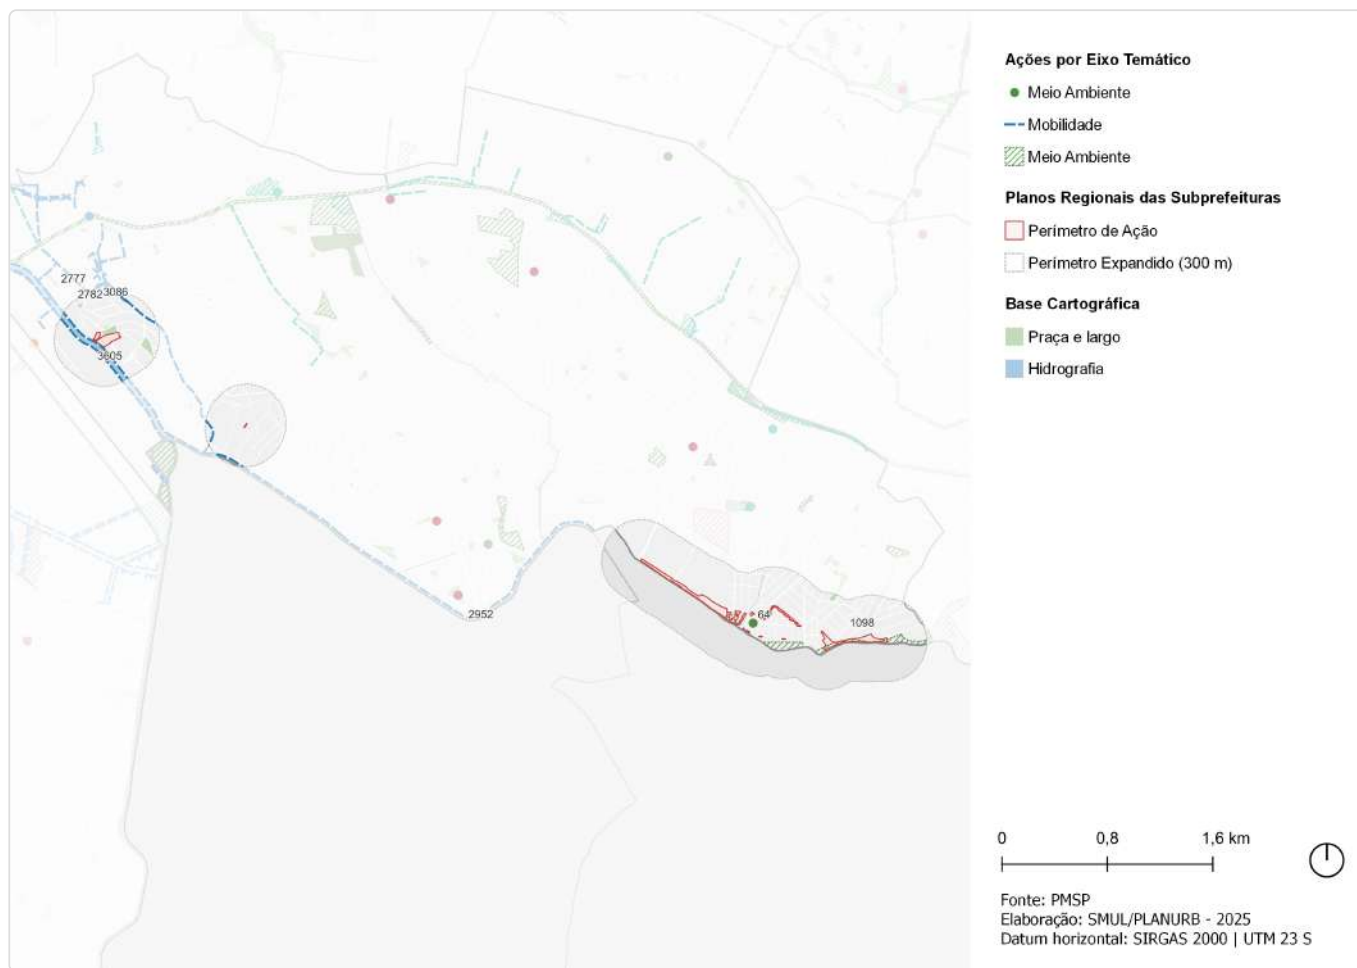 Ações por Eixo Temático
Meio Ambiente
Mobilidade
Meio Ambiente
Planos Regionais das Subprefeituras
Perímetro de Ação
Perímetro Expandido (300 m)
Base Cartográfica
Praça e largo
Hidrografia
2777
2782 3086
3605
2952
64
1098
0 0,8 1,6 km
Fonte: PMSP
Elaboração: SMUL/PLANURB - 2025
Datum horizontal: SIRGAS 2000 | UTM 23 S